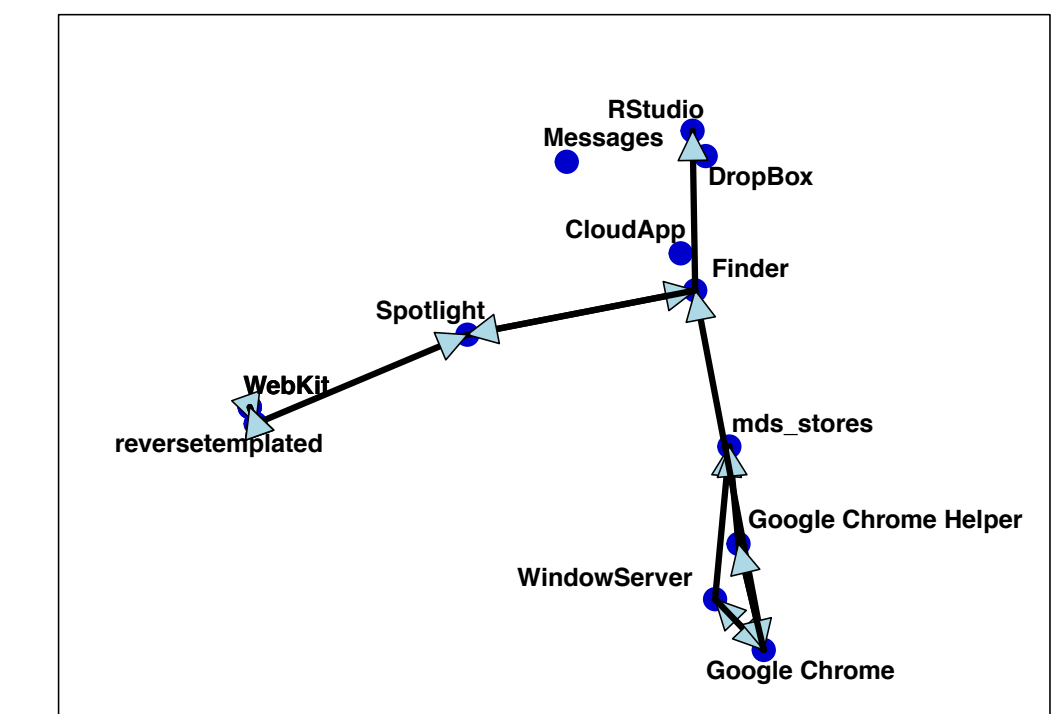 RStudio
Messages
DropBox
CloudApp
Finder
Spotlight
WebKit
mds_stores
reversetemplated
Google Chrome Helper
WindowServer
Google Chrome